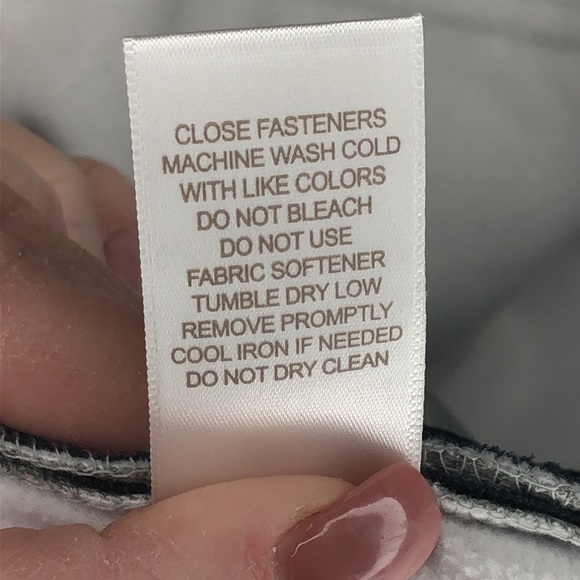 CLOSE FASTENERS
MACHINE WASH COLD
WITH LIKE COLORS
DO NOT BLEACH
DO NOT USE
FABRIC SOFTENER
TUMBLE DRY LOW
REMOVE PROMPTLY
COOL IRON IF NEEDED
DO NOT DRY CLEAN